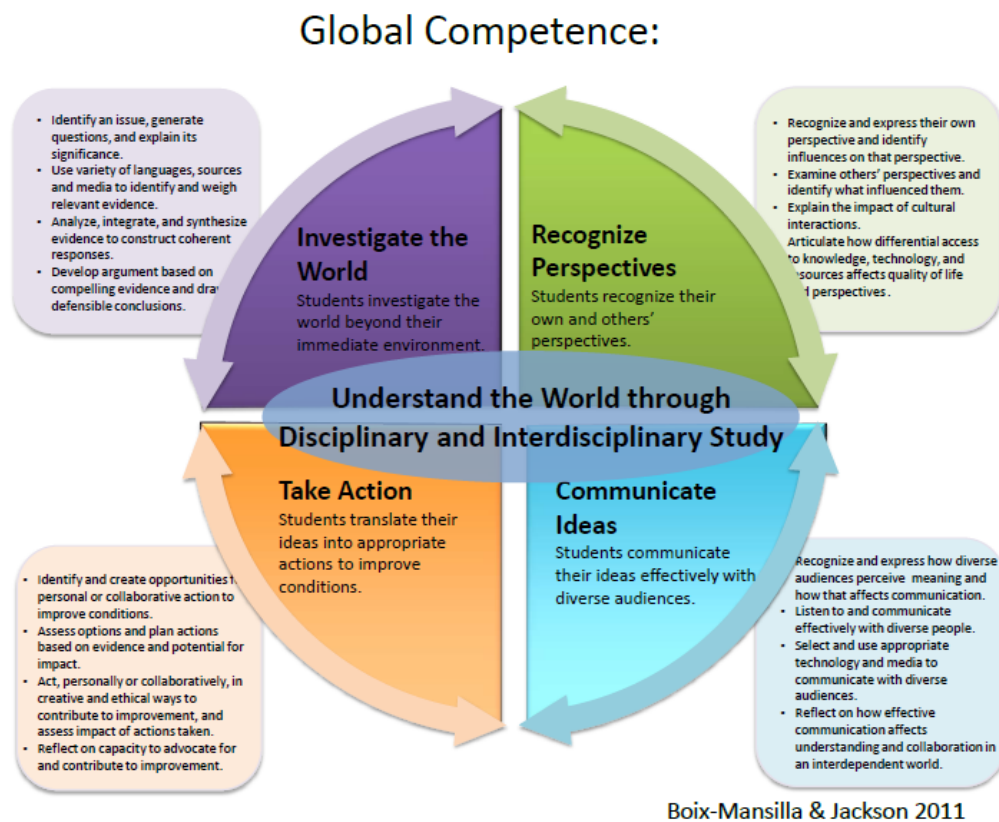 Global Competence:
• Identify an issue, generate
questions, and explain its
significance.
• Use variety of languages, sources
and media to identify and weigh
relevant evidence.
• Analyze, integrate, and synthesize
evidence to construct coherent
responses.
• Develop argument based on
compelling evidence and draw
defensible conclusions.
Investigate the
World
Students investigate the
world beyond their
immediate environment.
Recognize
Perspectives
Students recognize their
own and others'
perspectives.
• Recognize and express their own
perspective and identify
influences on that perspective.
• Examine others' perspectives and
identify what influenced them.
• Explain the impact of cultural
interactions.
Articulate how differential access
to knowledge, technology, and
resources affects quality of life
and perspectives .
Understand the World through
Disciplinary and Interdisciplinary Study
Take Action
Students translate their
ideas into appropriate
actions to improve
conditions.
Communicate
Ideas
Students communicate
their ideas effectively with
diverse audiences.
• Identify and create opportunities
personal or collaborative action to
improve conditions.
• Assess options and plan actions
based on evidence and potential for
impact.
• Act, personally or collaboratively, in
creative and ethical ways to
contribute to improvement, and
assess impact of actions taken.
• Reflect on capacity to advocate for
and contribute to improvement.
Recognize and express how diverse
audiences perceive meaning and
how that affects communication.
• Listen to and communicate
effectively with diverse people.
• Select and use appropriate
technology and media to
communicate with diverse
audiences.
• Reflect on how effective
communication affects
understanding and collaboration in
an interdependent world.
Boix-Mansilla & Jackson 2011